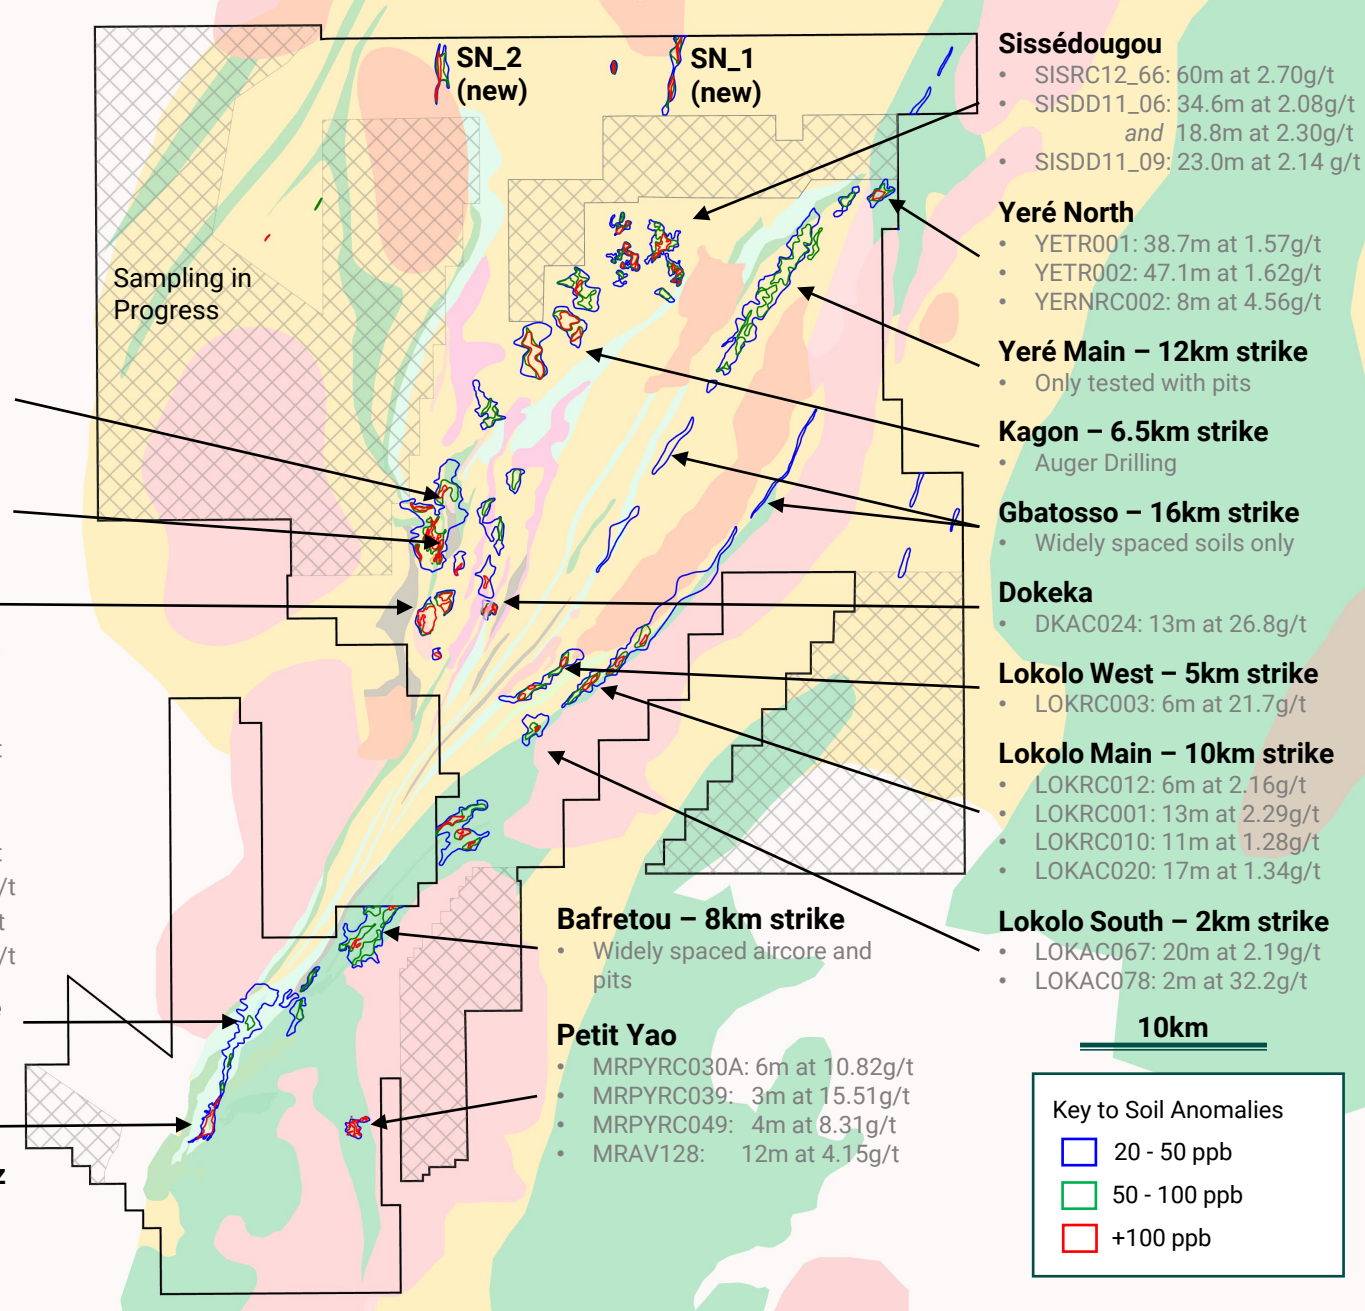 SN_2
(new)
SN_1
(new)
Sampling in
Progress
Sissédougou
• SISRC12_66: 60m at 2.70g/t
• SISDD11_06: 34.6m at 2.08g/t
and 18.8m at 2.30g/t
• SISDD11_09: 23.0m at 2.14 g/t
Yeré North
• YETR001: 38.7m at 1.57g/t
• YETR002: 47.1m at 1.62g/t
• YERNRC002: 8m at 4.56g/t
Yeré Main – 12km strike
• Only tested with pits
Kagon – 6.5km strike
• Auger Drilling
Gbatosso – 16km strike
• Widely spaced soils only
Dokeka
• DKAC024: 13m at 26.8g/t
Lokolo West – 5km strike
• LOKRC003: 6m at 21.7g/t
Lokolo Main – 10km strike
• LOKRC012: 6m at 2.16g/t
• LOKRC001: 13m at 2.29g/t
• LOKRC010: 11m at 1.28g/t
• LOKAC020: 17m at 1.34g/t
Lokolo South – 2km strike
• LOKAC067: 20m at 2.19g/t
• LOKAC078: 2m at 32.2g/t
Bafretou – 8km strike
• Widely spaced aircore and
pits
Petit Yao
• MRPYRC030A: 6m at 10.82g/t
• MRPYRC039: 3m at 15.51g/t
• MRPYRC049: 4m at 8.31g/t
• MRAV128: 12m at 4.15g/t
t
t
/t
t
/t
e
z
10km
Key to Soil Anomalies
20 - 50 ppb
50 - 100 ppb
+100 ppb